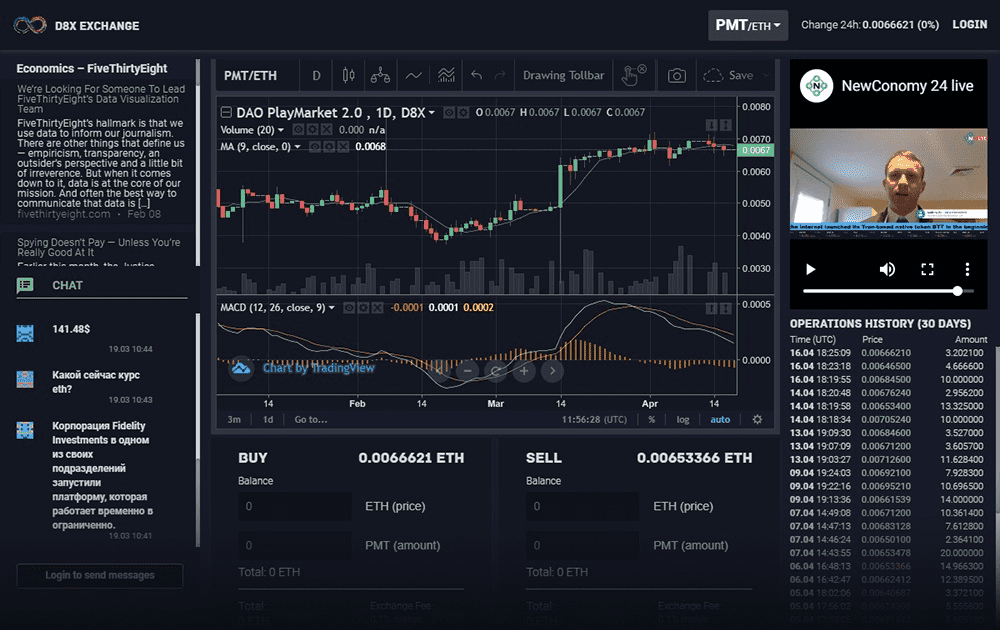 D8X EXCHANGE
PMT/ETH
Change 24h: 0.0066621 (0%)
LOGIN
Economics – FiveThirtyEight
We're Looking For Someone To Lead
FiveThirtyEight's Data Visualization
Team
FiveThirtyEight's hallmark is that we
use data to inform our journalism.
There are other things that define us
— empiricism, transparency, an
outsider's perspective and a little bit
of irreverence. But when it comes
down to it, data is at the core of our
mission. And often the best way to
communicate that data is [...]
fivethirtyeight.com · Feb 08
Spying Doesn't Pay — Unless You're
Really Good At It
Earlier this month, the Justice
CHAT
141.48$
19.03 10:44
Какой сейчас курс
eth?
19.03 10:43
Корпорация Fidelity
Investments в одном
из своих
подразделений
запустили
платформу, которая
работает временно в
ограниченно.
19.03 10:41
Login to send messages
PMT/ETH
D
Drawing Tollbar
Save
DAO PlayMarket 2.0 , 1D, D8X
O 0.0067 H 0.0067 L 0.0067 C 0.0067
Volume (20) 0.000 n/a
MA (9, close, 0) 0.0068
0.0080
0.0070
0.0067
0.0060
0.0050
0.0040
0.0030
MACD (12, 26, close, 9) -0.0001 0.0001 0.0002
0.0005
0.0000
Chart by TradingView
14 Feb 14 Mar 14 Apr 14
3m 1d Go to... 11:56:28 (UTC) % log auto
BUY 0.0066621 ETH
Balance
0 ETH (price)
0 PMT (amount)
Total: 0 ETH
Total:
Exchange Fee
SELL 0.00653366 ETH
Balance
0 ETH (price)
0 PMT (amount)
Total: 0 ETH
Total:
Exchange Fee
NewConomy 24 live
OPERATIONS HISTORY (30 DAYS)
Time (UTC) Price Amount
16.04 18:25:09 0.00666210 3.202100
16.04 18:23:18 0.00646500 4.666600
16.04 18:19:55 0.00684500 10.000000
14.04 18:20:48 0.00676240 2.956200
14.04 18:19:58 0.00653400 13.325000
14.04 18:18:34 0.00705240 10.000000
13.04 19:09:30 0.00684600 3.527000
13.04 19:07:09 0.00671200 3.605700
13.04 19:03:27 0.00712600 11.628400
09.04 19:24:03 0.00692100 7.928300
09.04 19:22:16 0.00695210 10.696500
09.04 19:13:36 0.00661539 14.000000
07.04 14:49:08 0.00671200 10.361400
07.04 14:47:13 0.00683128 7.612800
07.04 14:46:24 0.00650100 2.364100
07.04 14:43:55 0.00653478 20.000000
06.04 16:48:13 0.00653366 14.966300
06.04 16:42:47 0.00662412 12.389500
05.04 18:02:06 0.00640687 3.372100
05.04 17:56:02